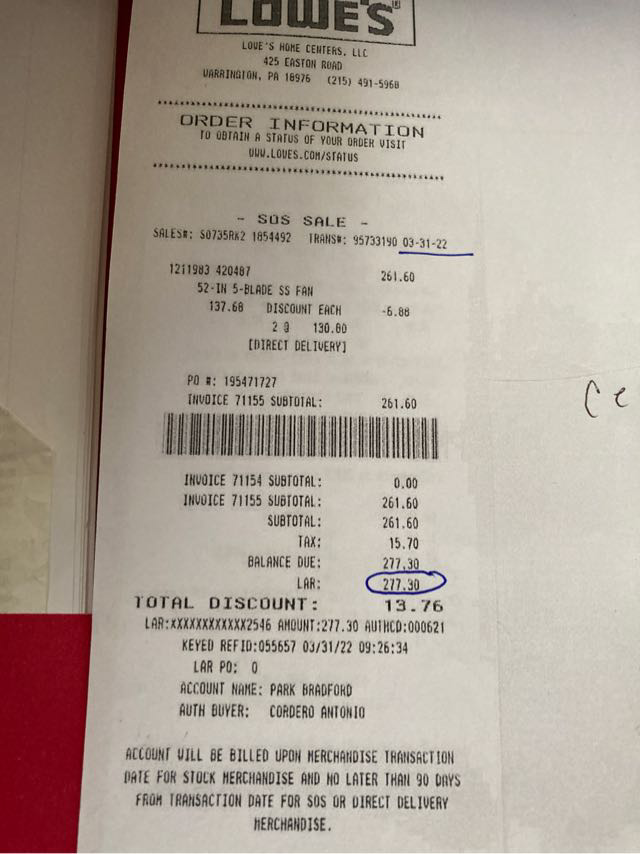 LOWE'S®
LOWE'S HOME CENTERS, LLC
425 EASTON ROAD
WARRINGTON, PA 18976 (215) 491-5960
ORDER INFORMATION
TO OBTAIN A STATUS OF YOUR ORDER VISIT
WWW.LOWES.COM/STATUS
- SOS SALE -
SALES#: S0735RK2 1854492 TRANS#: 95733190 03-31-22
1211983 420487 261.60
52-IN 5-BLADE SS FAN
137.68 DISCOUNT EACH -6.88
2 @ 130.80
[DIRECT DELIVERY]
PO #: 195471727
INVOICE 71155 SUBTOTAL: 261.60
INVOICE 71154 SUBTOTAL: 0.00
INVOICE 71155 SUBTOTAL: 261.60
SUBTOTAL: 261.60
TAX: 15.70
BALANCE DUE: 277.30
LAR: 277.30
TOTAL DISCOUNT: 13.76
LAR:XXXXXXXXXXXX2546 AMOUNT:277.30 AUTHCD:000621
KEYED REFID:055657 03/31/22 09:26:34
LAR PO: 0
ACCOUNT NAME: PARK BRADFORD
AUTH BUYER: CORDERO ANTONIO
ACCOUNT WILL BE BILLED UPON MERCHANDISE TRANSACTION
DATE FOR STOCK MERCHANDISE AND NO LATER THAN 90 DAYS
FROM TRANSACTION DATE FOR SOS OR DIRECT DELIVERY
MERCHANDISE.